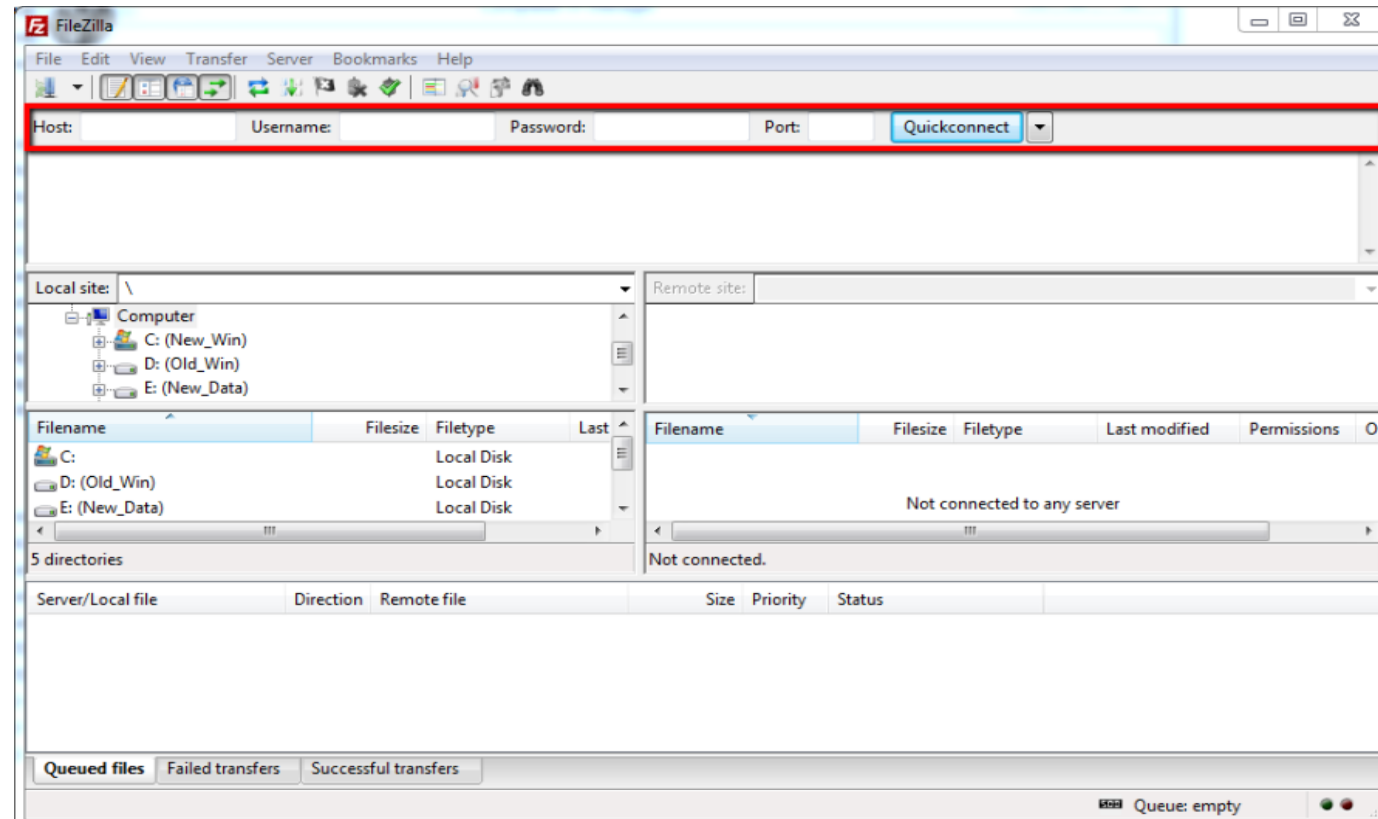 FileZilla
File Edit View Transfer Server Bookmarks Help
Host: Username: Password: Port: Quickconnect
Local site: \
Remote site:
Computer
C: (New_Win)
D: (Old_Win)
E: (New_Data)
Filename Filesize Filetype Last
C: Local Disk
D: (Old_Win) Local Disk
E: (New_Data) Local Disk
5 directories
Filename Filesize Filetype Last modified Permissions O
Not connected to any server
Not connected.
Server/Local file Direction Remote file Size Priority Status
Queued files Failed transfers Successful transfers
Queue: empty